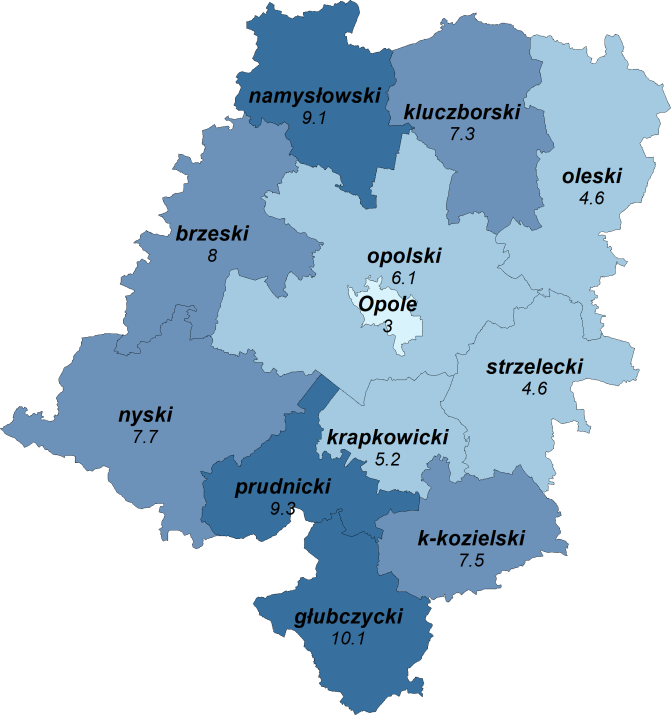 namysłowski
9.1
kluczborski
7.3
oleski
4.6
brzeski
8
opolski
6.1
Opole
3
strzelecki
4.6
nyski
7.7
krapkowicki
5.2
prudnicki
9.3
k-kozielski
7.5
głubczycki
10.1